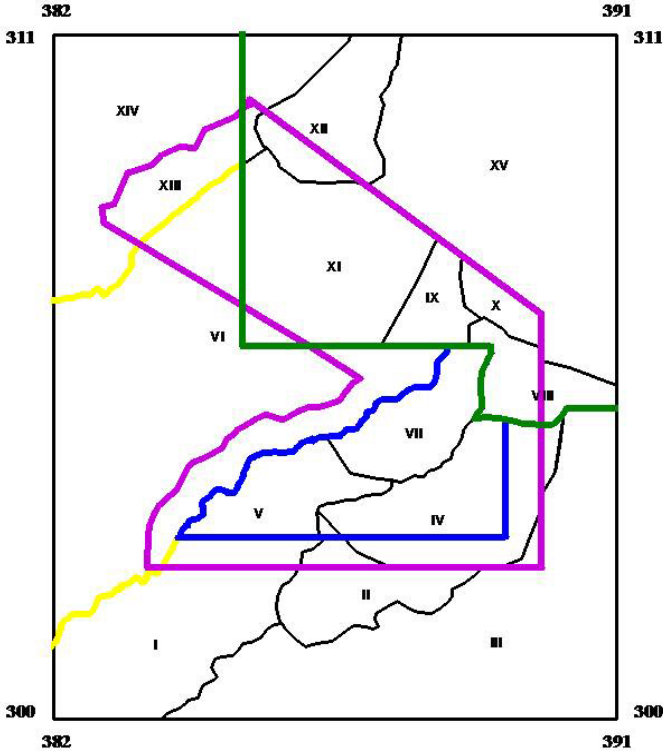 382 391
311 311
XIV
XII
XV
XIII
XI
IX
X
VI
VIII
VII
V
IV
II
I
III
300 300
382 391